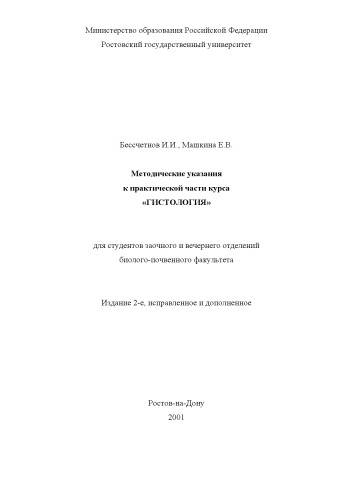 Министерство образования Российской Федерации
Ростовский государственный университет
Бессчетнов И.И., Машкина Е.В.
Методические указания
к практической части курса
«ГИСТОЛОГИЯ»
для студентов заочного и вечернего отделений
биолого-почвенного факультета
Издание 2-е, исправленное и дополненное
Ростов-на-Дону
2001